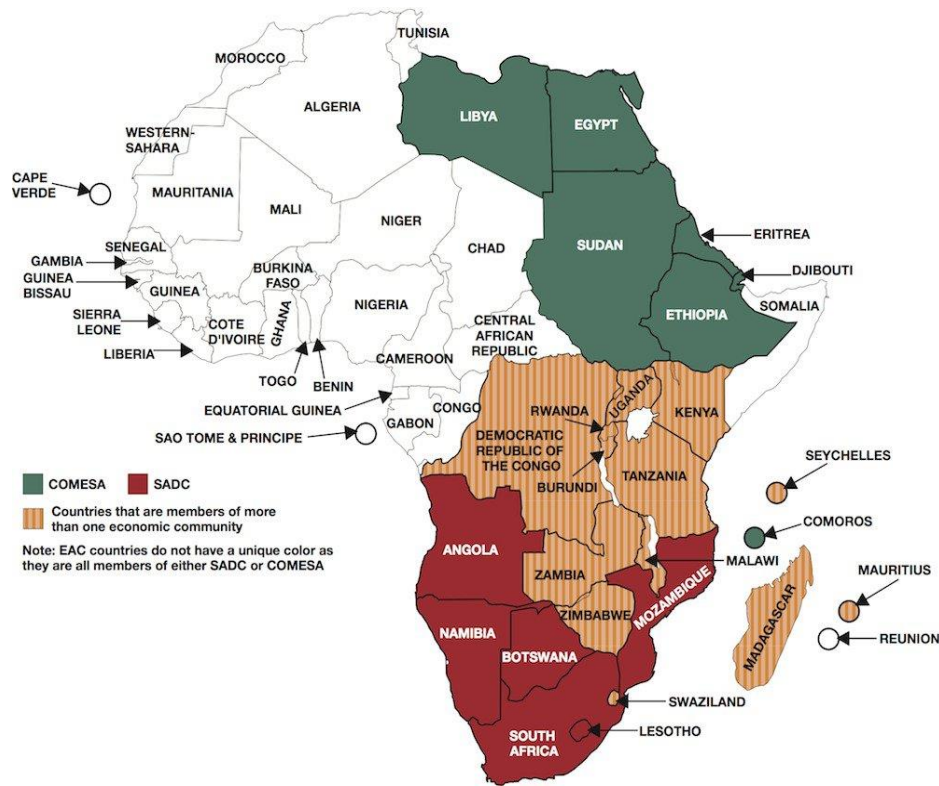 TUNISIA
MOROCCO
ALGERIA
LIBYA
EGYPT
WESTERN-
SAHARA
CAPE
VERDE
MAURITANIA
MALI
NIGER
CHAD
SUDAN
ERITREA
SENEGAL
GAMBIA
GUINEA
BISSAU
GUINEA
BURKINA
FASO
DJIBOUTI
NIGERIA
SOMALIA
SIERRA
LEONE
COTE
D'IVOIRE
GHANA
ETHIOPIA
CENTRAL
AFRICAN
REPUBLIC
LIBERIA
TOGO
BENIN
CAMEROON
EQUATORIAL GUINEA
CONGO
GABON
SAO TOME & PRINCIPE
RWANDA
UGANDA
KENYA
DEMOCRATIC
REPUBLIC OF
THE CONGO
BURUNDI
TANZANIA
SEYCHELLES
COMESA
SADC
Countries that are members of more
than one economic community
Note: EAC countries do not have a unique color as
they are all members of either SADC or COMESA
COMOROS
ANGOLA
ZAMBIA
MALAWI
MOZAMBIQUE
MAURITIUS
ZIMBABWE
MADAGASCAR
REUNION
NAMIBIA
BOTSWANA
SWAZILAND
LESOTHO
SOUTH
AFRICA